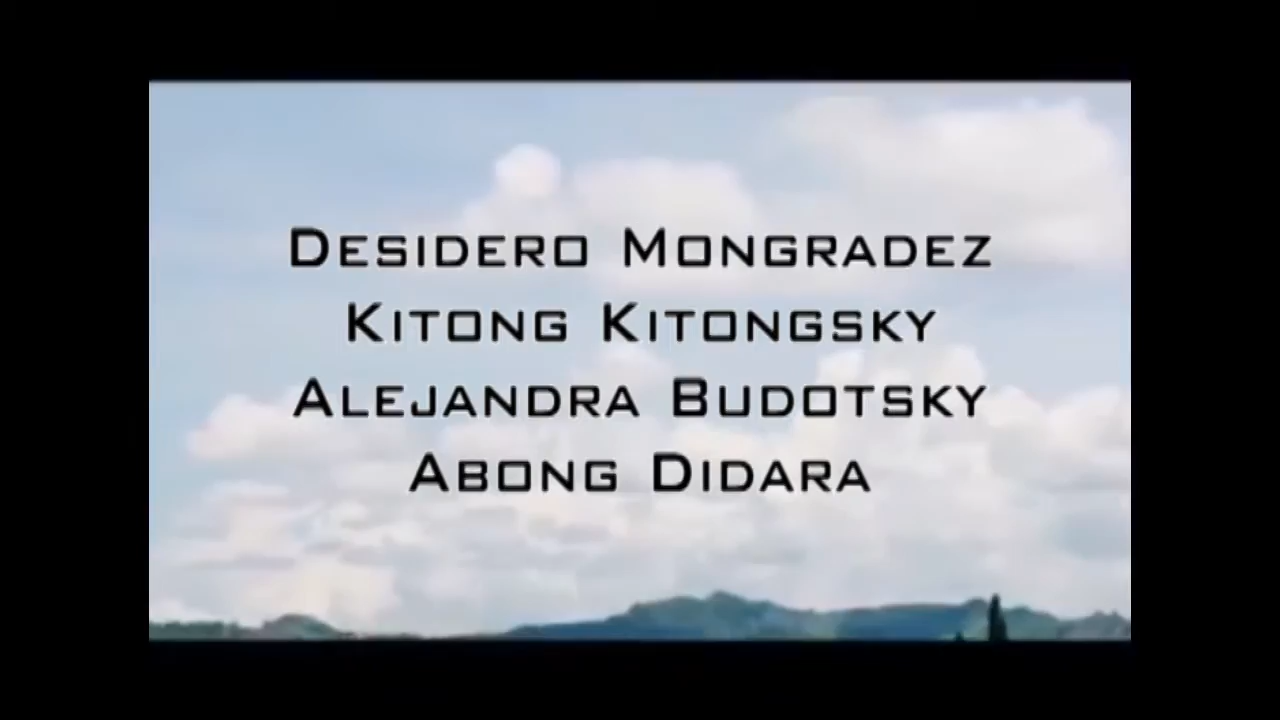 Desidero Mongradez
Kitong Kitongsky
Alejandra Budotsky
Abong Didara